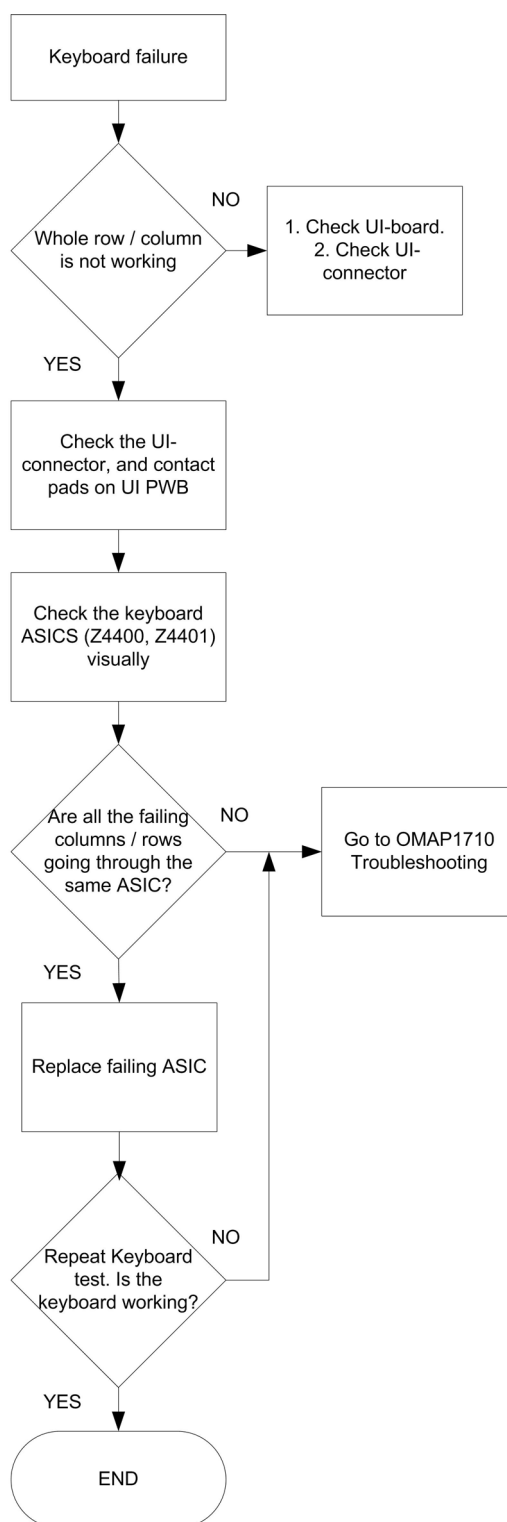 Keyboard failure
NO
Whole row / column
is not working
1. Check UI-board.
2. Check UI-
connector
YES
Check the UI-
connector, and contact
pads on UI PWB
Check the keyboard
ASICS (Z4400, Z4401)
visually
Are all the failing
columns / rows
going through the
same ASIC?
NO
Go to OMAP1710
Troubleshooting
YES
Replace failing ASIC
Repeat Keyboard
test. Is the
keyboard working?
NO
YES
END